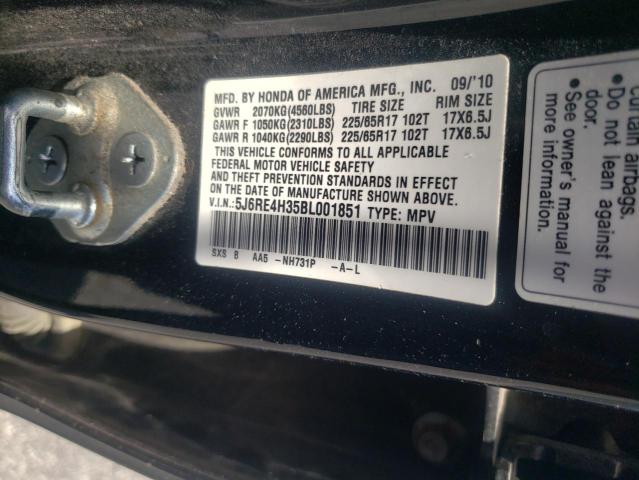 MFD. BY HONDA OF AMERICA MFG., INC. 09/'10
GVWR 2070KG(4560LBS) TIRE SIZE RIM SIZE
GAWR F 1050KG(2310LBS) 225/65R17 102T 17X6.5J
GAWR R 1040KG(2290LBS) 225/65R17 102T 17X6.5J
THIS VEHICLE CONFORMS TO ALL APPLICABLE
FEDERAL MOTOR VEHICLE SAFETY, BUMPER,
AND THEFT PREVENTION STANDARDS IN EFFECT
ON THE DATE OF MANUFACTURE SHOWN ABOVE.
V.I.N.:5J6RE4H35BL001851 TYPE: MPV
SXS B AA5 -NH731P -A-L
airbags.
• Do not lean against the
door.
• See owner's manual for
more information.